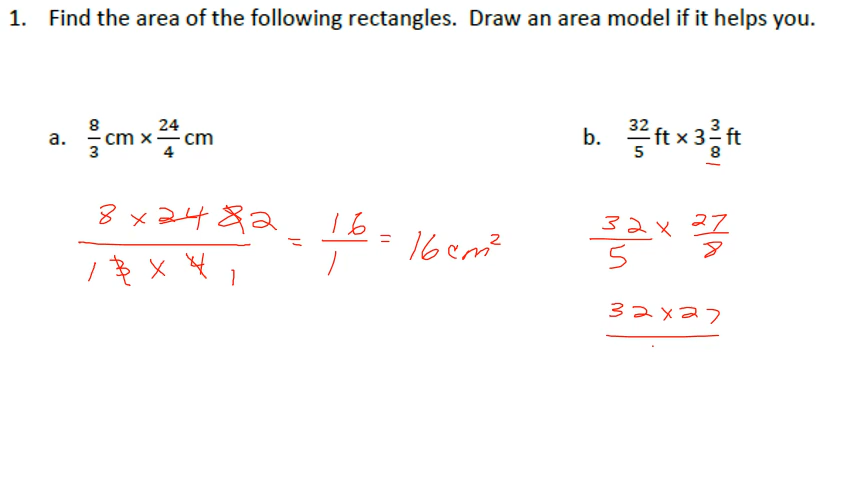 1. Find the area of the following rectangles. Draw an area model if it helps you.
a. 8/3 cm × 24/4 cm
b. 32/5 ft × 3 3/8 ft
8 × 24 8 2 / 1 3 × 4 1 = 16/1 = 16 cm²
32/5 × 27/8
32 × 27